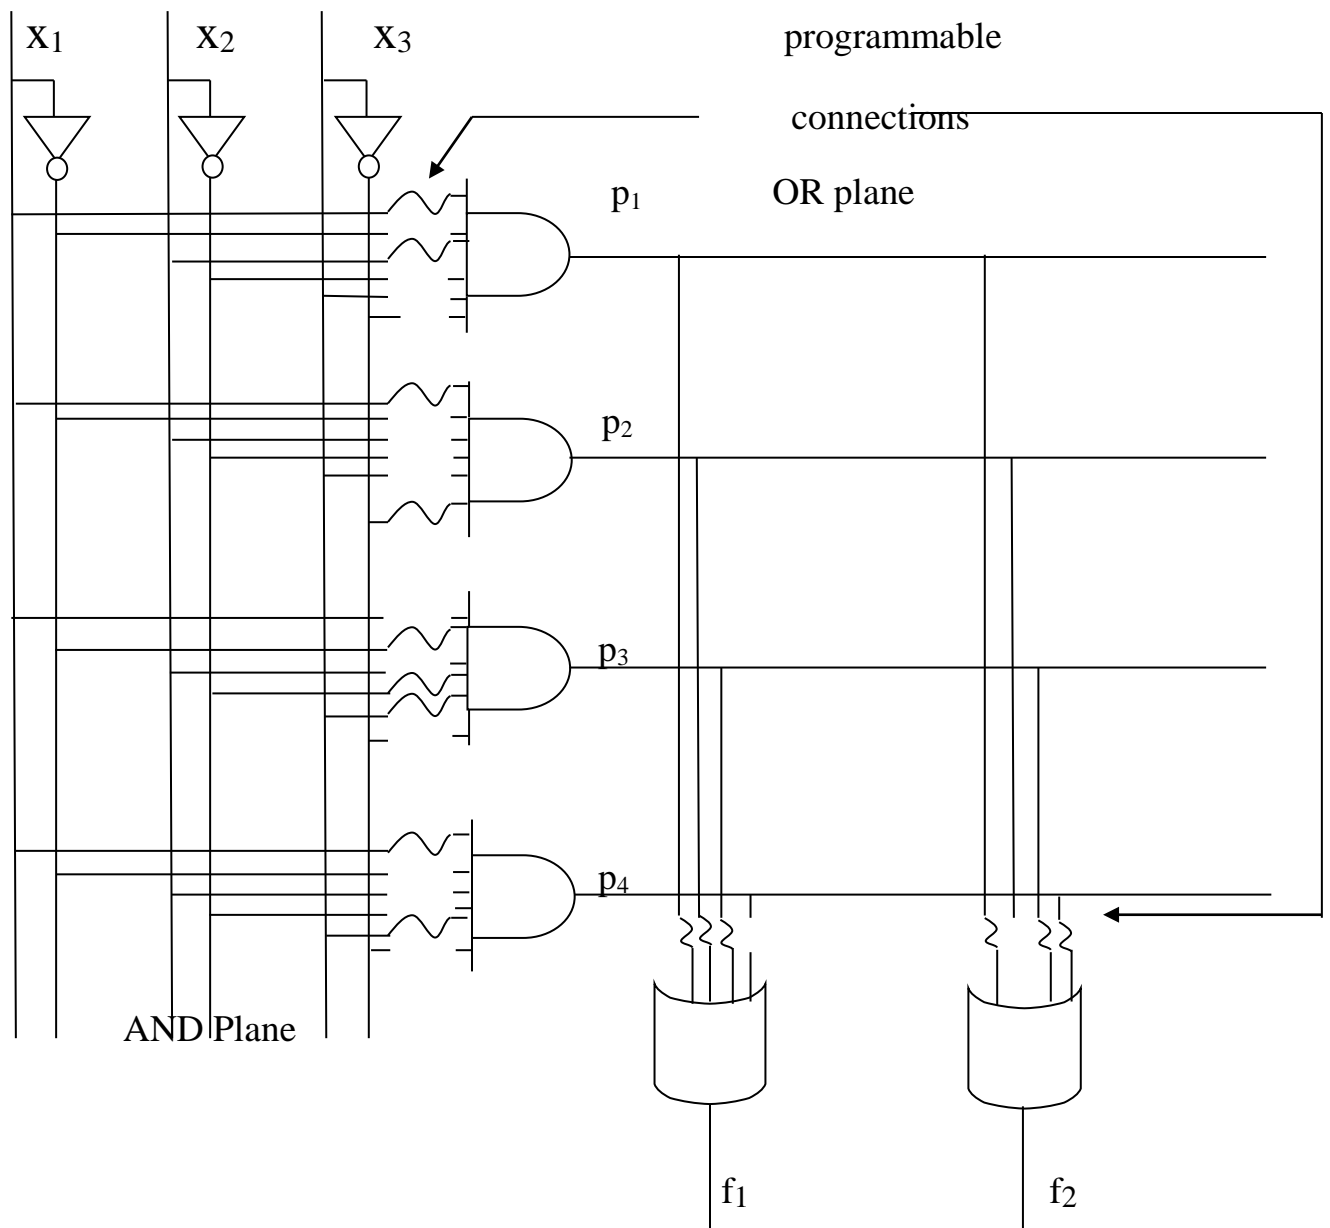 x₁ x₂ x₃ programmable
connections
p₁ OR plane
p₂
p₃
p₄
AND Plane
f₁ f₂